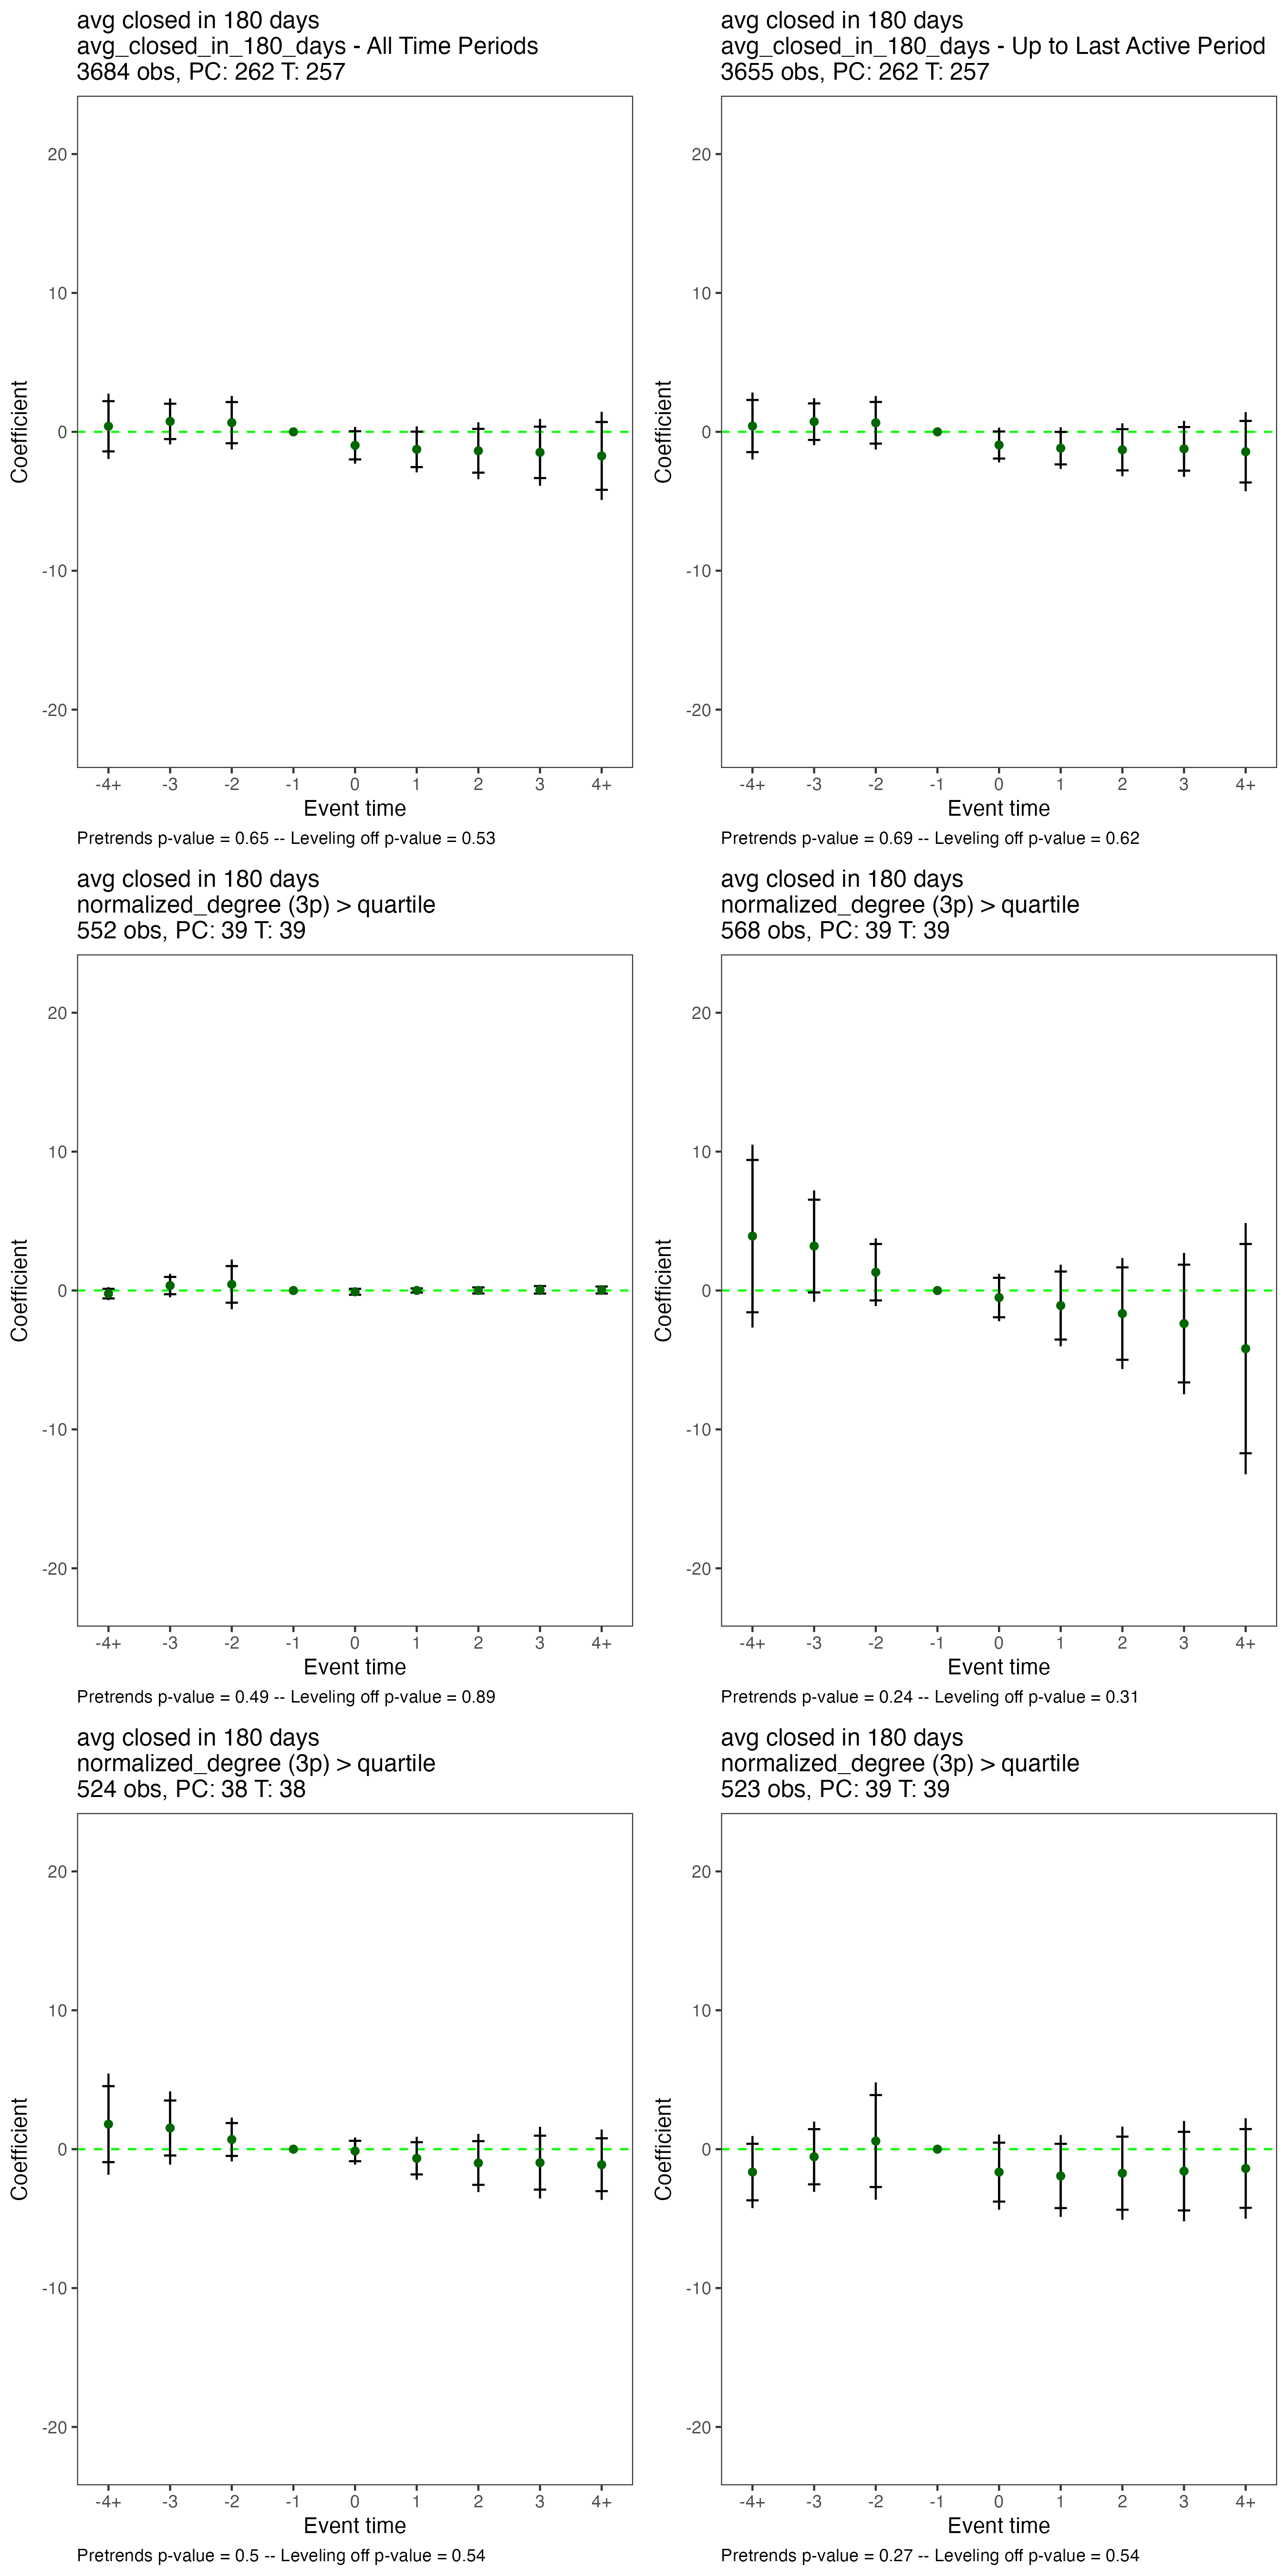 avg closed in 180 days
avg_closed_in_180_days - All Time Periods
3684 obs, PC: 262 T: 257
20
10
0
-10
-20
Coefficient
-4+ -3 -2 -1 0 1 2 3 4+
Event time
Pretrends p-value = 0.65 -- Leveling off p-value = 0.53
avg closed in 180 days
avg_closed_in_180_days - Up to Last Active Period
3655 obs, PC: 262 T: 257
20
10
0
-10
-20
Coefficient
-4+ -3 -2 -1 0 1 2 3 4+
Event time
Pretrends p-value = 0.69 -- Leveling off p-value = 0.62
avg closed in 180 days
normalized_degree (3p) > quartile
552 obs, PC: 39 T: 39
20
10
0
-10
-20
Coefficient
-4+ -3 -2 -1 0 1 2 3 4+
Event time
Pretrends p-value = 0.49 -- Leveling off p-value = 0.89
avg closed in 180 days
normalized_degree (3p) > quartile
568 obs, PC: 39 T: 39
20
10
0
-10
-20
Coefficient
-4+ -3 -2 -1 0 1 2 3 4+
Event time
Pretrends p-value = 0.24 -- Leveling off p-value = 0.31
avg closed in 180 days
normalized_degree (3p) > quartile
524 obs, PC: 38 T: 38
20
10
0
-10
-20
Coefficient
-4+ -3 -2 -1 0 1 2 3 4+
Event time
Pretrends p-value = 0.5 -- Leveling off p-value = 0.54
avg closed in 180 days
normalized_degree (3p) > quartile
523 obs, PC: 39 T: 39
20
10
0
-10
-20
Coefficient
-4+ -3 -2 -1 0 1 2 3 4+
Event time
Pretrends p-value = 0.27 -- Leveling off p-value = 0.54